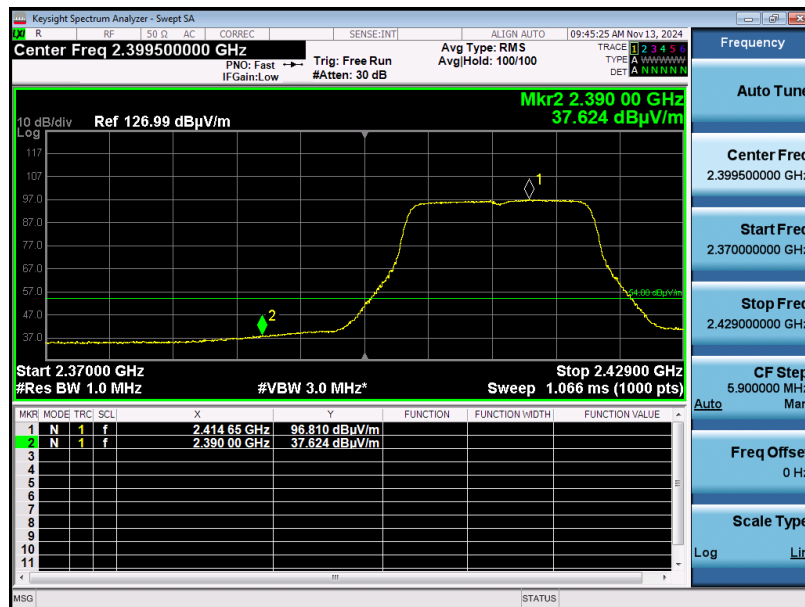 Keysight Spectrum Analyzer - Swept SA
LXI R RF 50 Ω AC CORREC SENSE:INT ALIGN AUTO 09:45:25 AM Nov 13, 2024
Center Freq 2.399500000 GHz
PNO: Fast
IFGain:Low
Trig: Free Run
#Atten: 30 dB
Avg Type: RMS
Avg|Hold: 100/100
TRACE 1 2 3 4 5 6
TYPE A WWWWW
DET A N N N N N
Mkr2 2.390 00 GHz
37.624 dBµV/m
10 dB/div Ref 126.99 dBµV/m
Log
117
107
97.0
87.0
77.0
67.0
57.0
47.0
37.0
1
2
54.00 dBµV/m
Start 2.37000 GHz Stop 2.42900 GHz
#Res BW 1.0 MHz #VBW 3.0 MHz* Sweep 1.066 ms (1000 pts)
MKR MODE TRC SCL X Y FUNCTION FUNCTION WIDTH FUNCTION VALUE
1 N 1 f 2.414 65 GHz 96.810 dBµV/m
2 N 1 f 2.390 00 GHz 37.624 dBµV/m
3
4
5
6
7
8
9
10
11
MSG STATUS
Frequency
Auto Tune
Center Freq
2.399500000 GHz
Start Freq
2.370000000 GHz
Stop Freq
2.429000000 GHz
CF Step
5.900000 MHz
Auto Man
Freq Offset
0 Hz
Scale Type
Log Lin